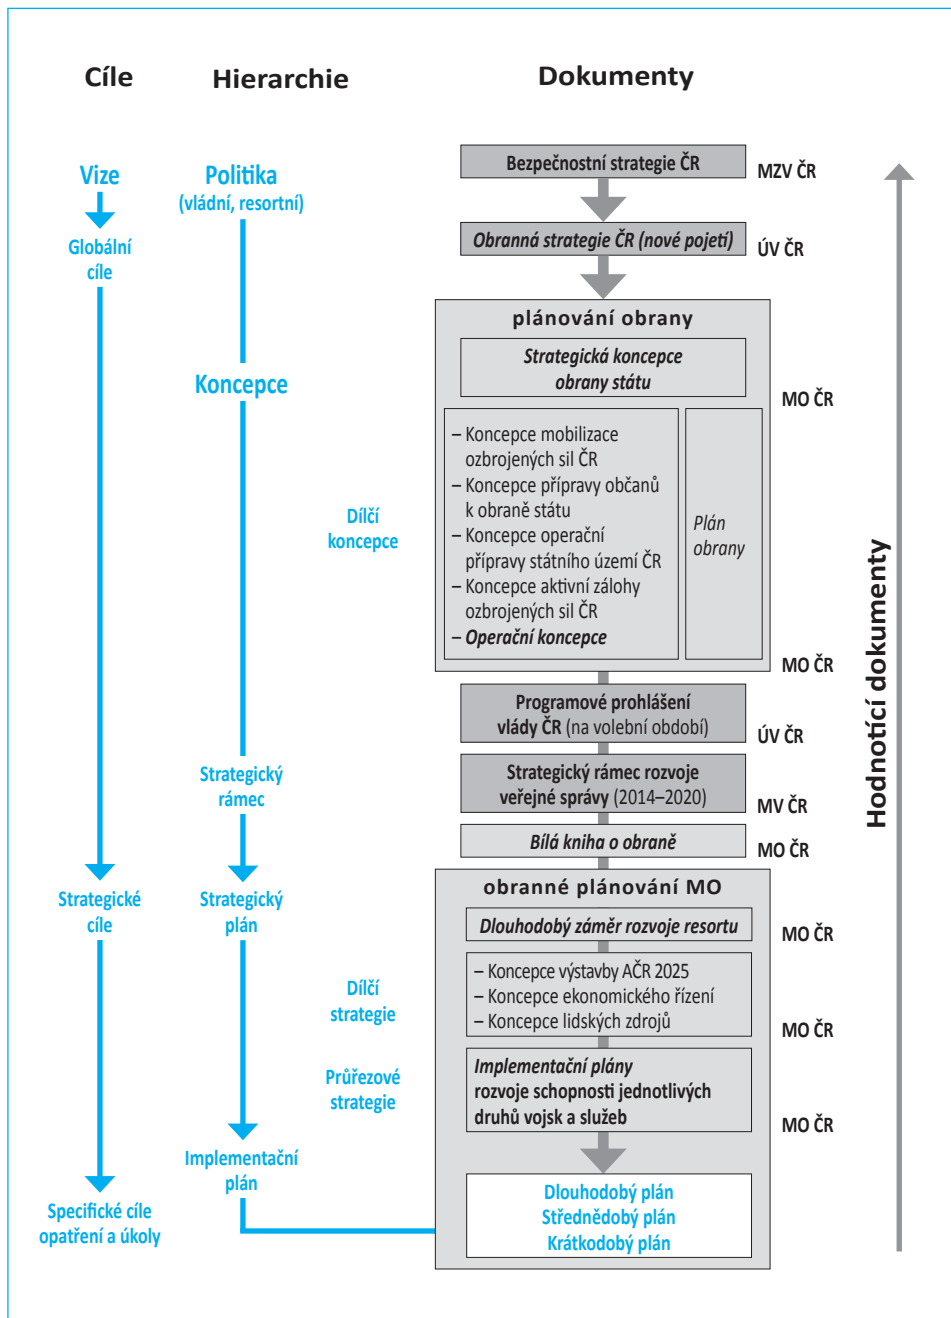 Cíle
Hierarchie
Dokumenty
Vize
Politika
(vládní, resortní)
Bezpečnostní strategie ČR
MZV ČR
Globální
cíle
Obranná strategie ČR (nové pojetí)
ÚV ČR
plánování obrany
Strategická koncepce
obrany státu
Koncepce
MO ČR
– Koncepce mobilizace
ozbrojených sil ČR
– Koncepce přípravy občanů
k obraně státu
– Koncepce operační
přípravy státního území ČR
– Koncepce aktivní zálohy
ozbrojených sil ČR
– Operační koncepce
Plán
obrany
Dílčí
koncepce
MO ČR
Hodnotící dokumenty
Programové prohlášení
vlády ČR (na volební období)
ÚV ČR
Strategický
rámec
Strategický rámec rozvoje
veřejné správy (2014–2020)
MV ČR
Bílá kniha o obraně
MO ČR
Strategické
cíle
Strategický
plán
obranné plánování MO
Dlouhodobý záměr rozvoje resortu
MO ČR
Dílčí
strategie
– Koncepce výstavby AČR 2025
– Koncepce ekonomického řízení
– Koncepce lidských zdrojů
MO ČR
Průřezové
strategie
Implementační plány
rozvoje schopnosti jednotlivých
druhů vojsk a služeb
MO ČR
Implementační
plán
Specifické cíle
opatření a úkoly
Dlouhodobý plán
Střednědobý plán
Krátkodobý plán